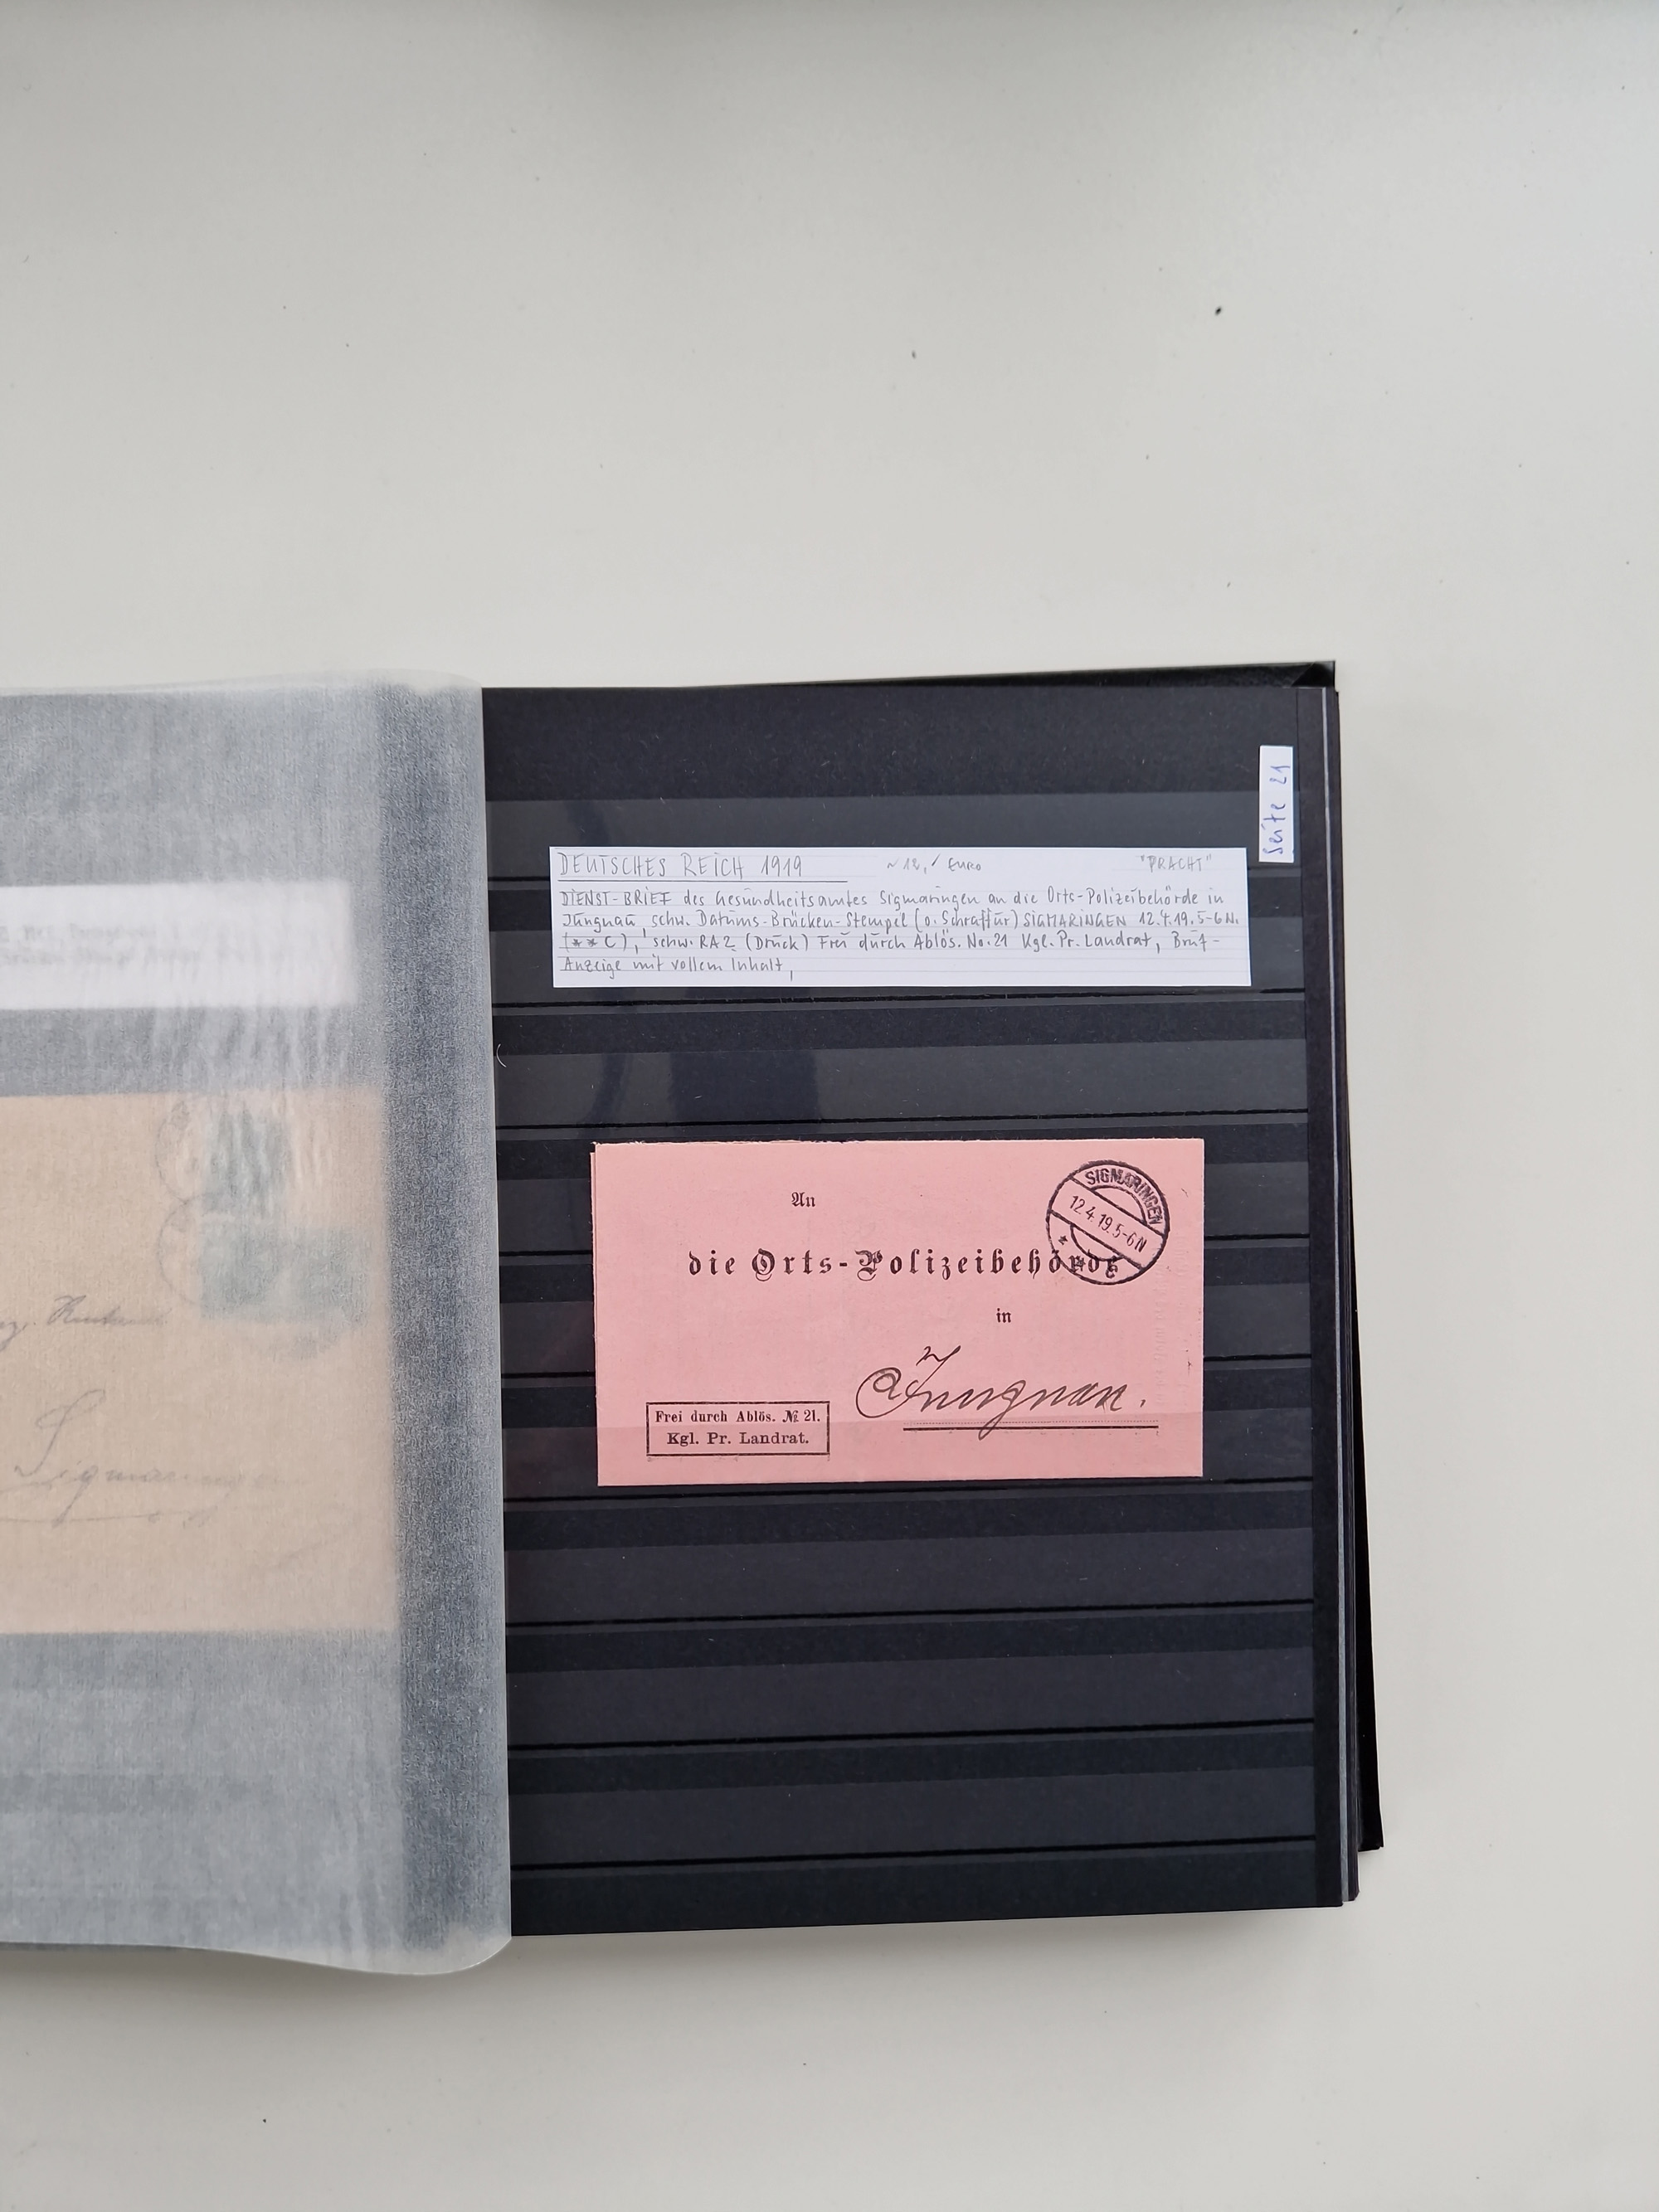 Seite 21
DEUTSCHES REICH 1919 ~ 12,- Euro "PRACHT"
DIENST-BRIEF des Gesundheitsamtes Sigmaringen an die Orts-Polizeibehörde in
Jungnau, schw. Datums-Brücken-Stempel (o. Schraffur) SIGMARINGEN 12.4.19.5-6N.
(**C), schw. RA2 (Druck) Frei durch Ablös. No. 21 Kgl. Pr. Landrat, Brief-
Anzeige mit vollem Inhalt,
SIGMARINGEN
12.4.19.5-6N
* * C
An
die Orts-Polizeibehörde
in
Jungnau.
Frei durch Ablös. № 21.
Kgl. Pr. Landrat.
Sigmaringen